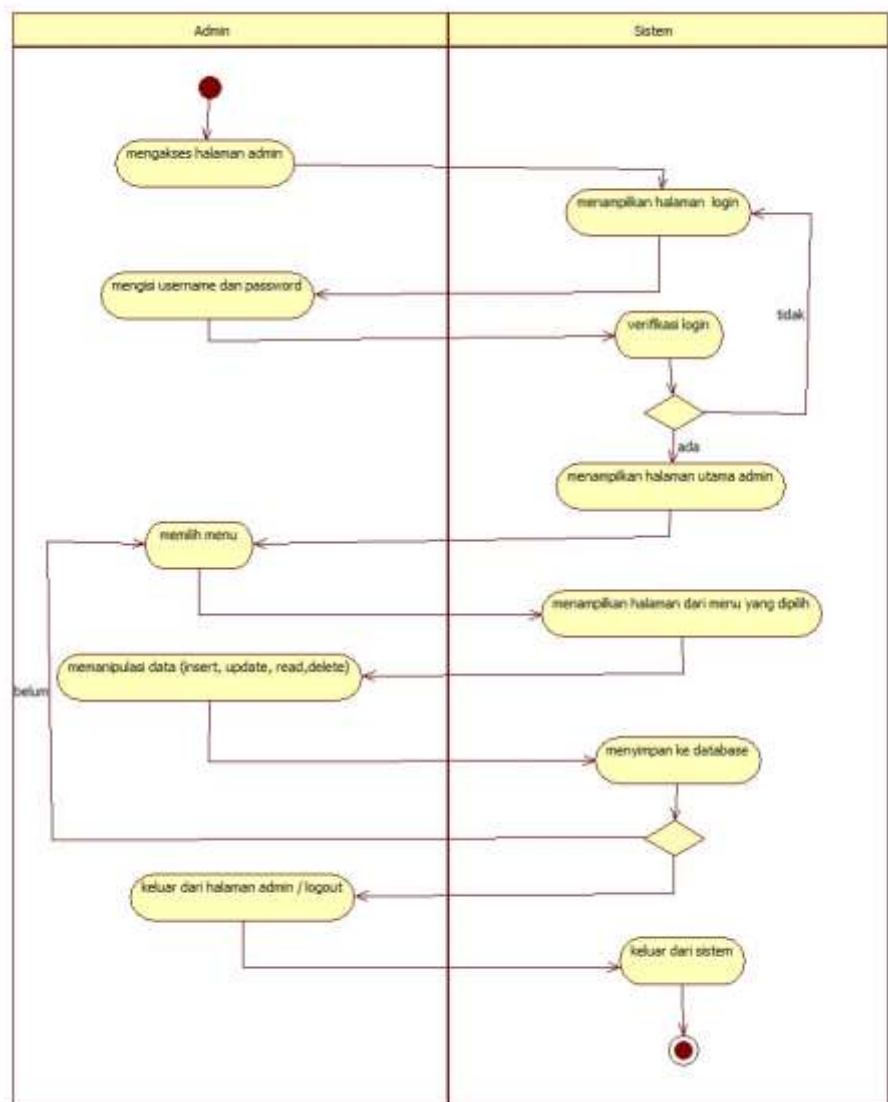 Admin
Sistem
mengakses halaman admin
menampilkan halaman login
mengisi username dan password
verifikasi login
tidak
ada
menampilkan halaman utama admin
memilih menu
menampilkan halaman dari menu yang dipilih
memanipulasi data (insert, update, read,delete)
belum
menyimpan ke database
keluar dari halaman admin / logout
keluar dari sistem